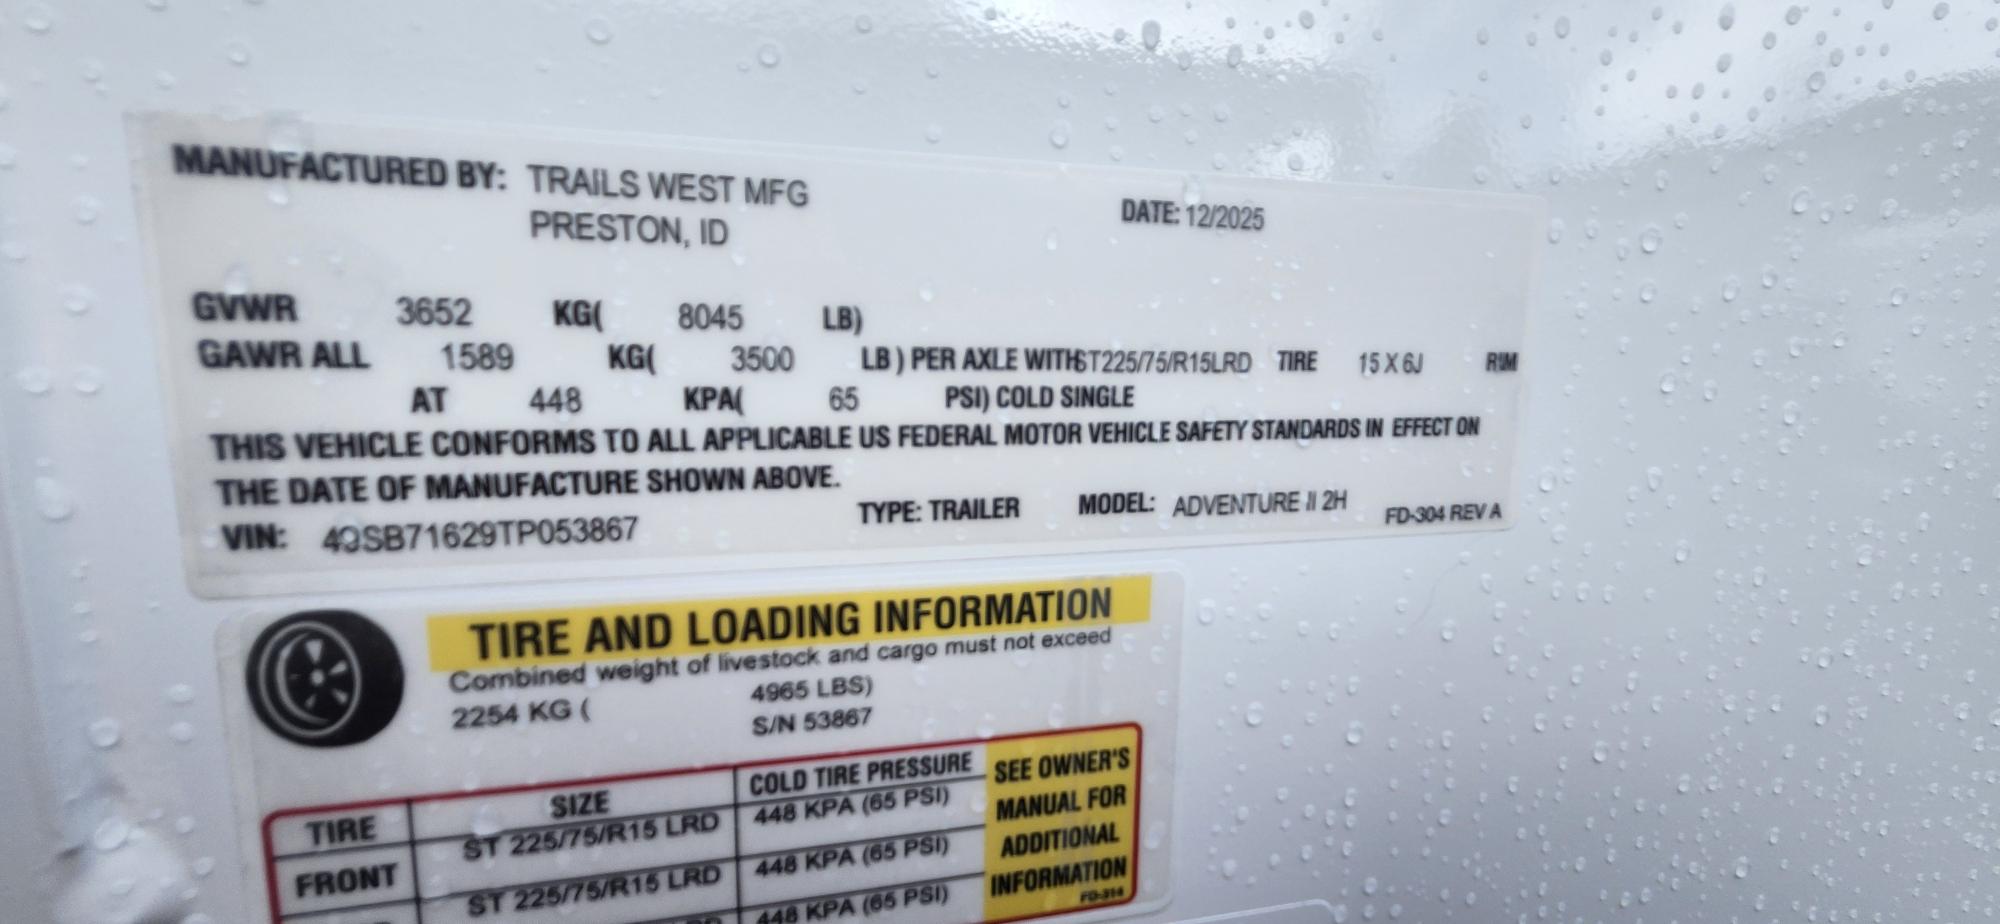 MANUFACTURED BY: TRAILS WEST MFG
PRESTON, ID
DATE: 12/2025
GVWR 3652 KG( 8045 LB)
GAWR ALL 1589 KG( 3500 LB ) PER AXLE WITH ST225/75/R15LRD TIRE 15 X 6J RIM
AT 448 KPA( 65 PSI) COLD SINGLE
THIS VEHICLE CONFORMS TO ALL APPLICABLE US FEDERAL MOTOR VEHICLE SAFETY STANDARDS IN EFFECT ON
THE DATE OF MANUFACTURE SHOWN ABOVE.
VIN: 49SB71629TP053867 TYPE: TRAILER MODEL: ADVENTURE II 2H FD-304 REV A
TIRE AND LOADING INFORMATION
Combined weight of livestock and cargo must not exceed
2254 KG ( 4965 LBS)
S/N 53867
TIRE SIZE COLD TIRE PRESSURE
FRONT ST 225/75/R15 LRD 448 KPA (65 PSI)
ST 225/75/R15 LRD 448 KPA (65 PSI)
448 KPA (65 PSI)
SEE OWNER'S
MANUAL FOR
ADDITIONAL
INFORMATION
FD-314